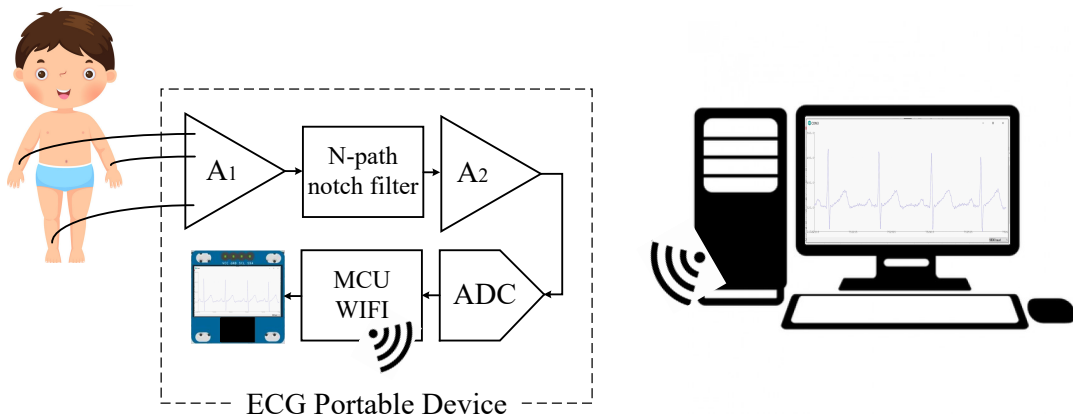 A1
N-path
notch filter
A2
MCU
WIFI
ADC
ECG Portable Device